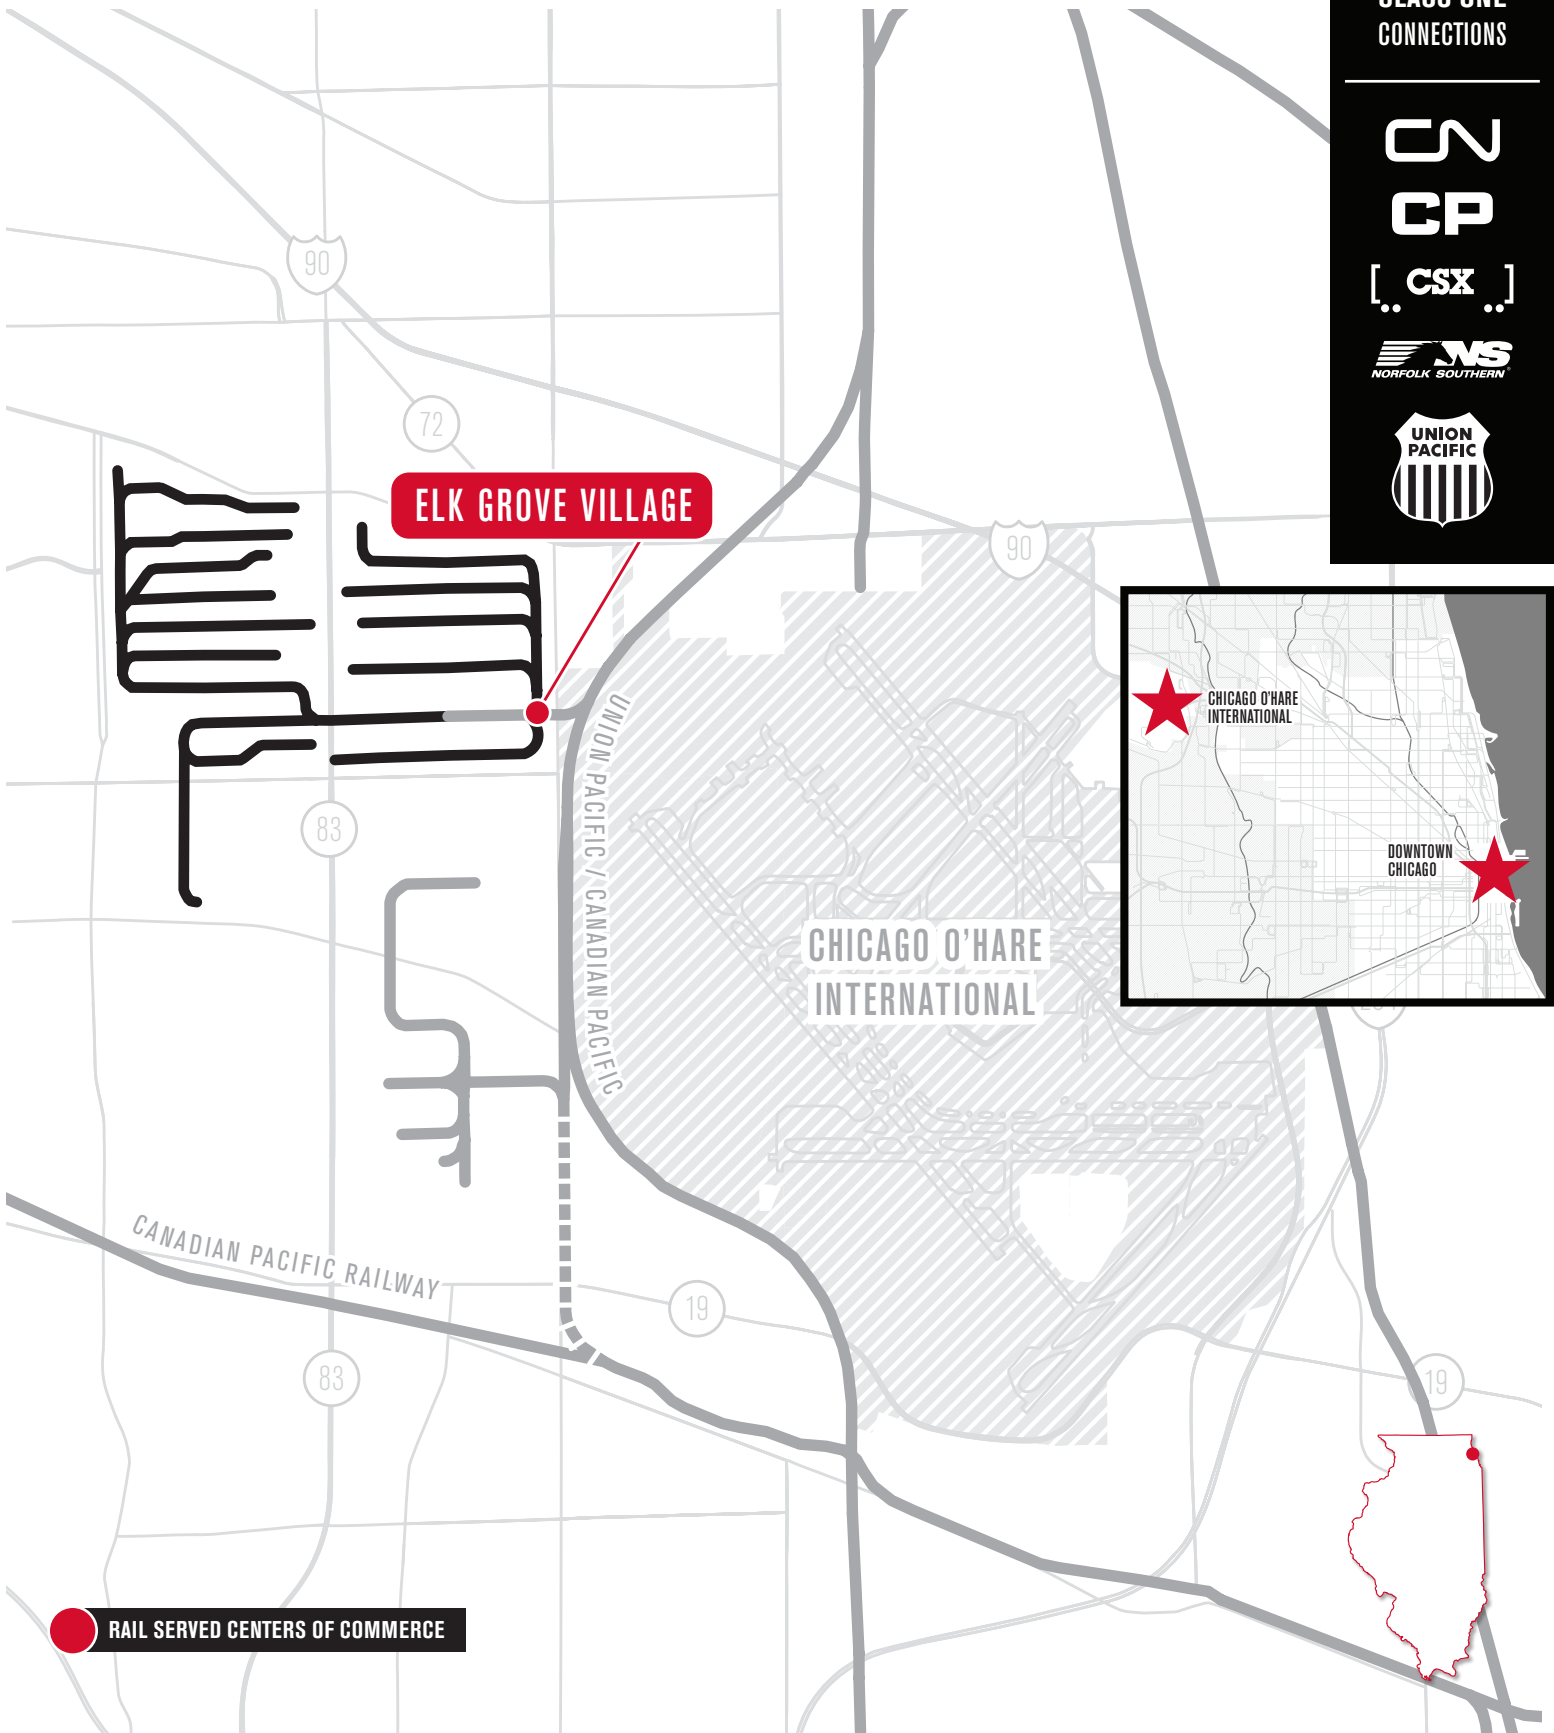 CLASS ONE
CONNECTIONS
CN
CP
[ CSX ]
NS
NORFOLK SOUTHERN
UNION
PACIFIC
90
72
ELK GROVE VILLAGE
90
CHICAGO O'HARE
INTERNATIONAL
DOWNTOWN
CHICAGO
83
UNION PACIFIC / CANADIAN PACIFIC
CHICAGO O'HARE
INTERNATIONAL
CANADIAN PACIFIC RAILWAY
19
83
19
RAIL SERVED CENTERS OF COMMERCE